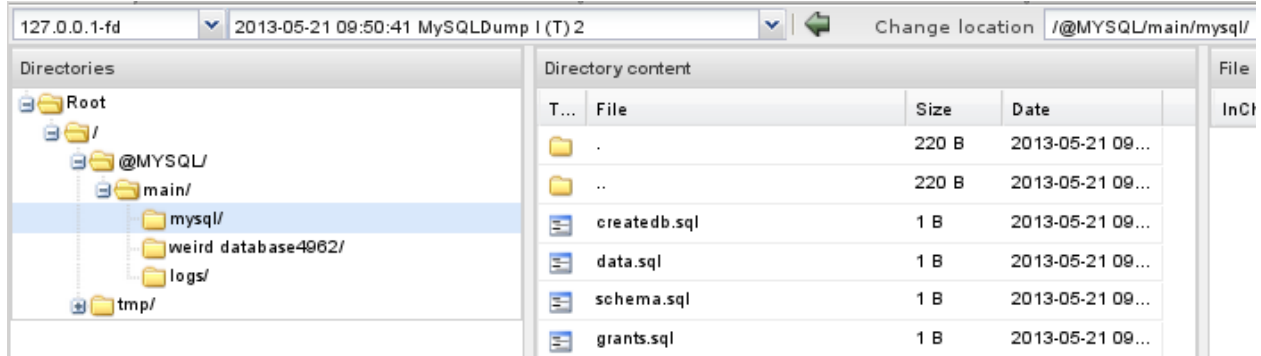 127.0.0.1-fd 2013-05-21 09:50:41 MySQLDump I (T) 2 Change location /@MYSQL/main/mysql/
Directories
Root
/
@MYSQL/
main/
mysql/
weird database4962/
logs/
tmp/
Directory content
T... File Size Date
. 220 B 2013-05-21 09...
.. 220 B 2013-05-21 09...
createdb.sql 1 B 2013-05-21 09...
data.sql 1 B 2013-05-21 09...
schema.sql 1 B 2013-05-21 09...
grants.sql 1 B 2013-05-21 09...
File